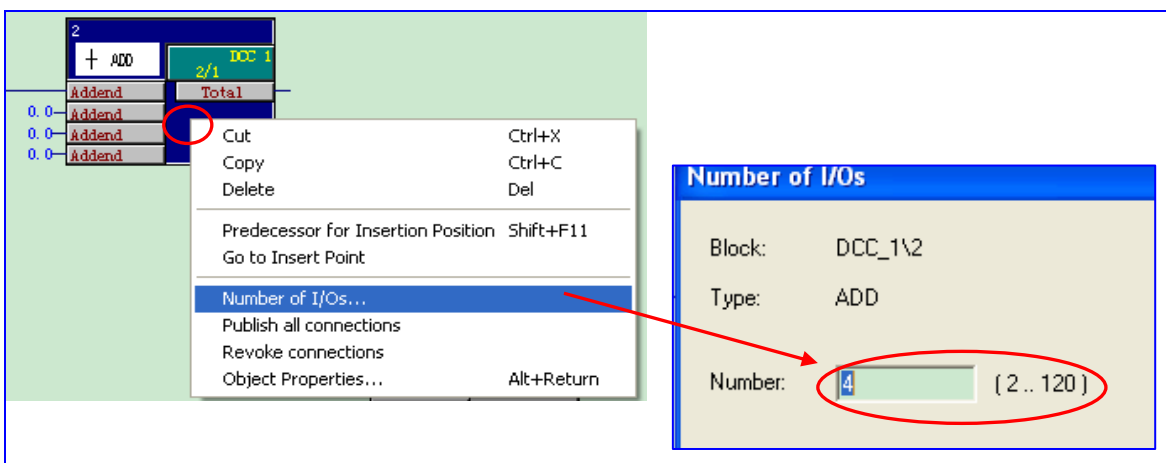 2
+ ADD
DCC 1
2/1
Addend
Total
0.0
Addend
0.0
Addend
0.0
Addend
Cut Ctrl+X
Copy Ctrl+C
Delete Del
Predecessor for Insertion Position Shift+F11
Go to Insert Point
Number of I/Os...
Publish all connections
Revoke connections
Object Properties... Alt+Return
Number of I/Os
Block: DCC_1\2
Type: ADD
Number: 4 ( 2 .. 120 )